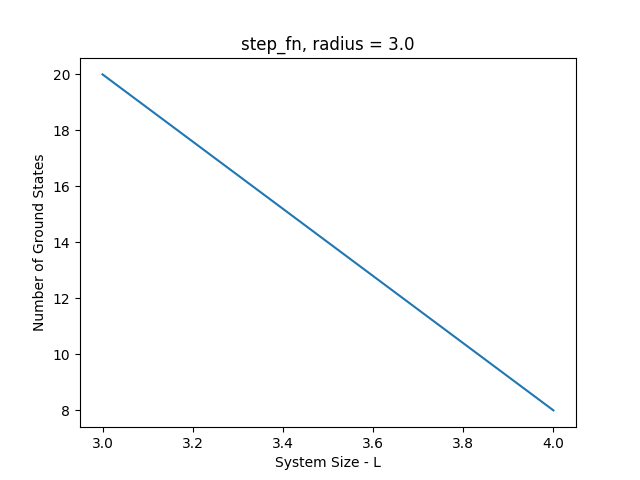 step_fn, radius = 3.0
Number of Ground States
20
18
16
14
12
10
8
3.0 3.2 3.4 3.6 3.8 4.0
System Size - L